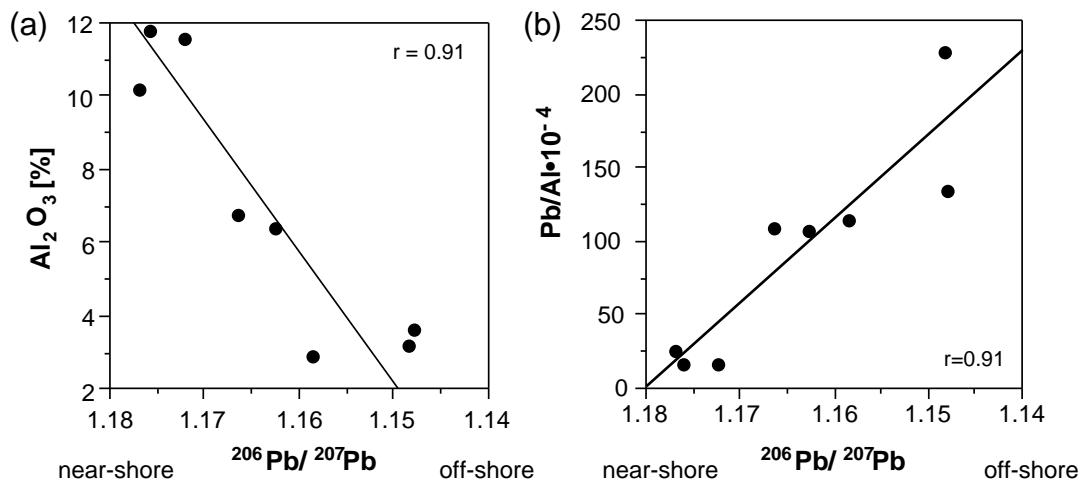 (a)
r = 0.91
Al₂O₃ [%]
12
10
8
6
4
2
1.18 1.17 1.16 1.15 1.14
²⁰⁶Pb/ ²⁰⁷Pb
near-shore off-shore
(b)
Pb/Al•10⁻⁴
250
200
150
100
50
0
r=0.91
1.18 1.17 1.16 1.15 1.14
²⁰⁶Pb/ ²⁰⁷Pb
near-shore off-shore